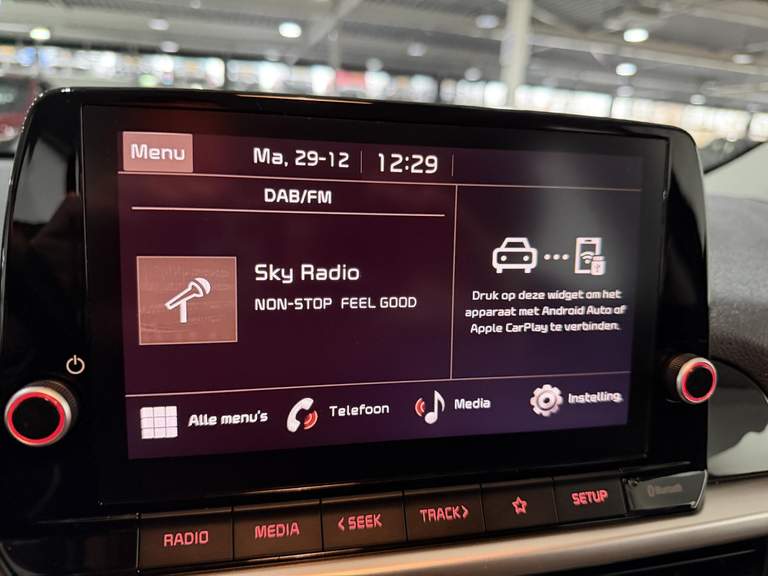 Menu
Ma, 29-12
12:29
DAB/FM
Sky Radio
NON-STOP FEEL GOOD
Druk op deze widget om het
apparaat met Android Auto of
Apple CarPlay te verbinden.
Alle menu's
Telefoon
Media
Instelling.
RADIO
MEDIA
< SEEK
TRACK >
SETUP
Bluetooth